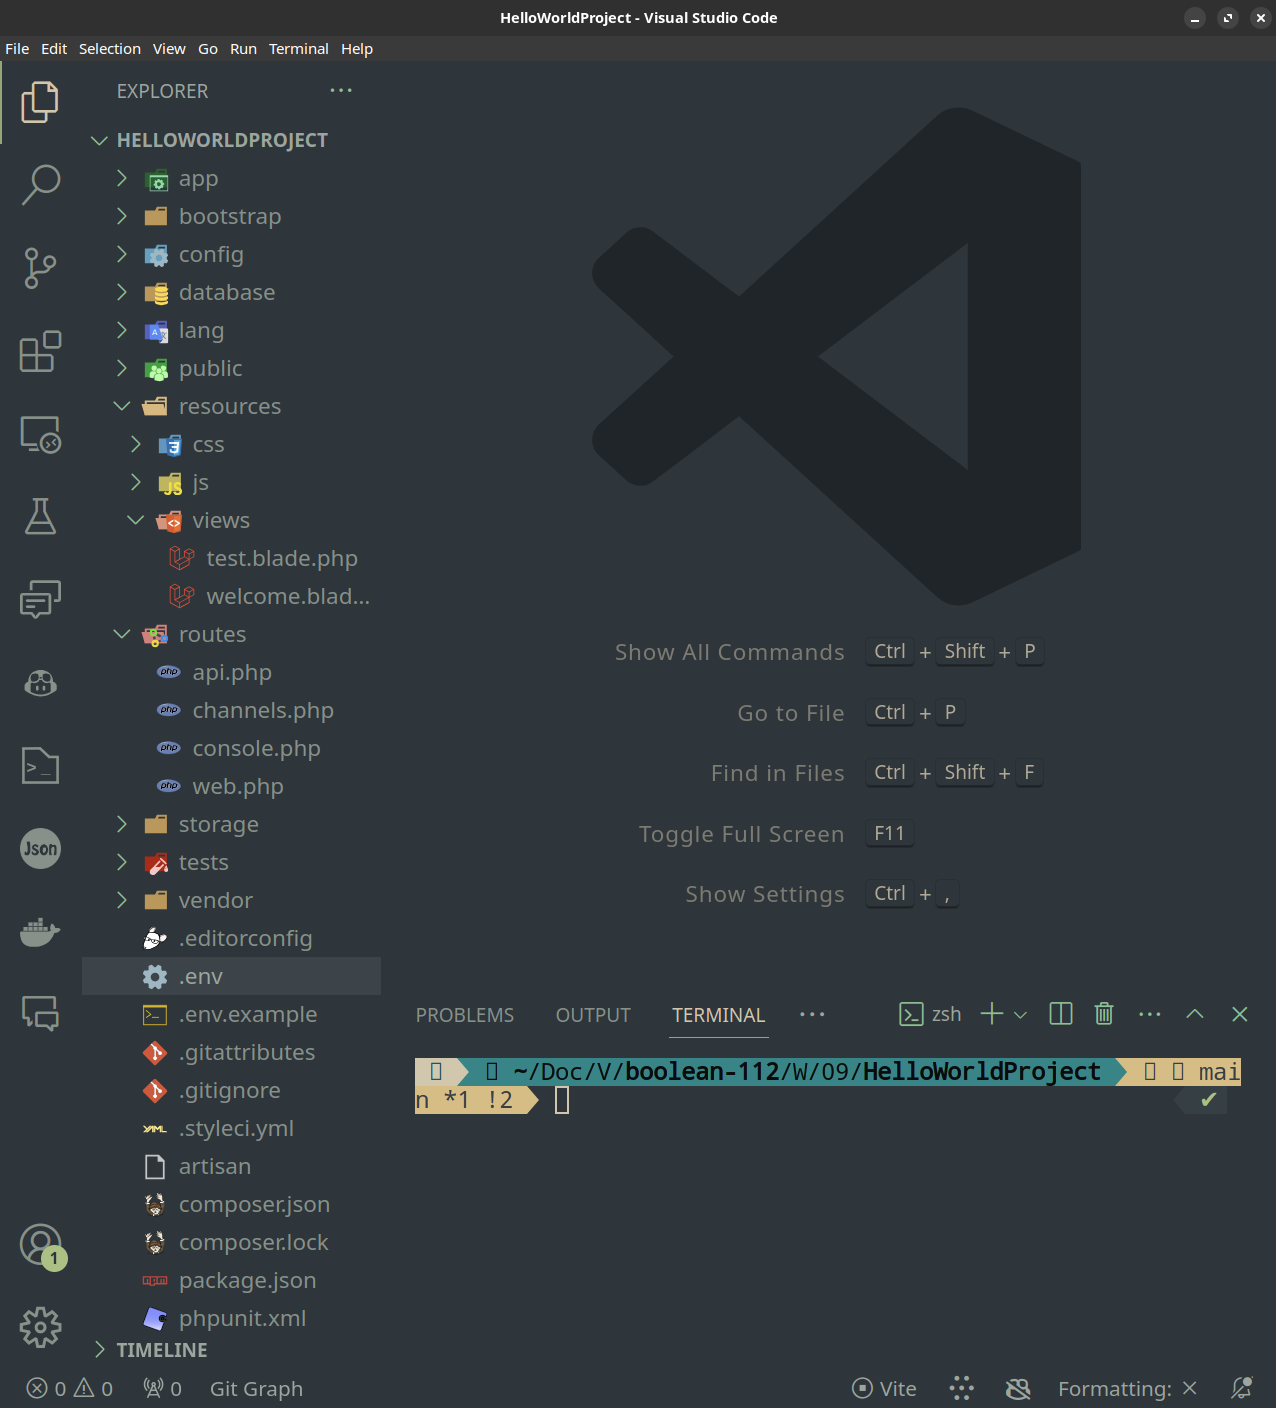 HelloWorldProject - Visual Studio Code
File Edit Selection View Go Run Terminal Help
EXPLORER
HELLOWORLDPROJECT
app
bootstrap
config
database
lang
public
resources
css
js
views
test.blade.php
welcome.blad...
routes
api.php
channels.php
console.php
web.php
storage
tests
vendor
.editorconfig
.env
.env.example
.gitattributes
.gitignore
.styleci.yml
artisan
composer.json
composer.lock
package.json
phpunit.xml
TIMELINE
Json
1
Show All Commands Ctrl + Shift + P
Go to File Ctrl + P
Find in Files Ctrl + Shift + F
Toggle Full Screen F11
Show Settings Ctrl + ,
PROBLEMS OUTPUT TERMINAL ... zsh
~/Doc/V/boolean-112/W/09/HelloWorldProject mai
n *1 !2 ✔
0 0 0 Git Graph Vite Formatting: ×